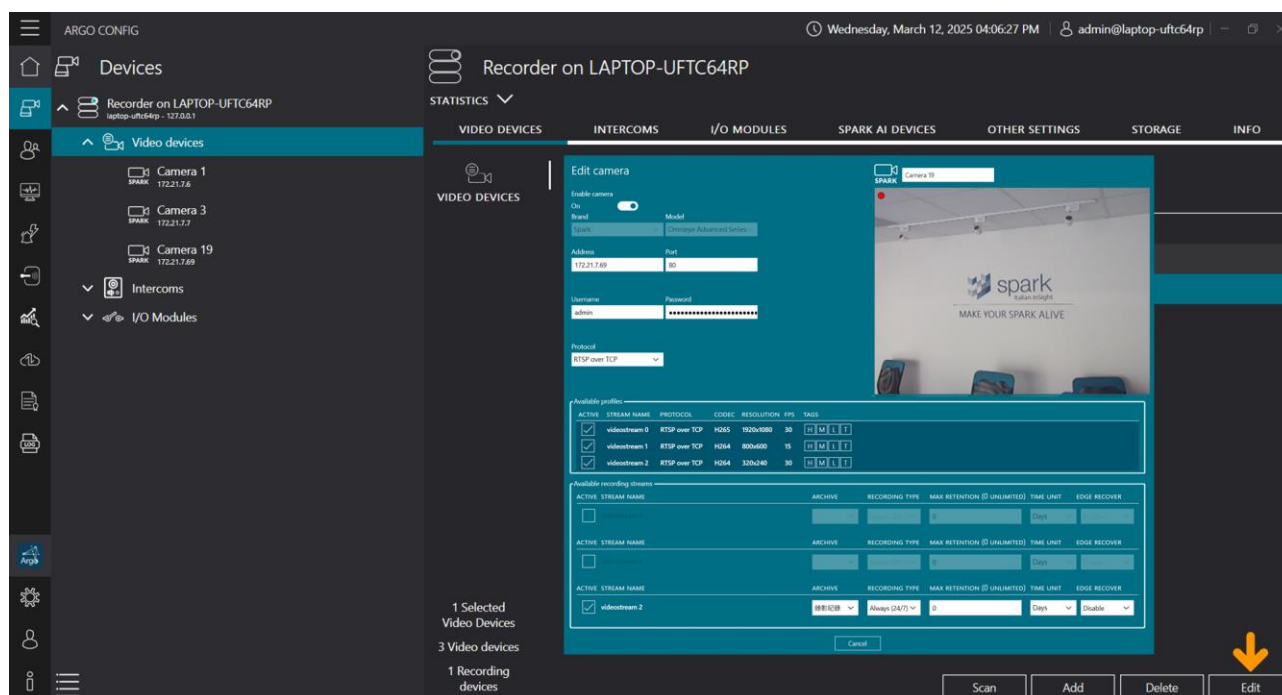 ARGO CONFIG
Wednesday, March 12, 2025 04:06:27 PM
admin@laptop-uftc64rp
Devices
Recorder on LAPTOP-UFTC64RP
laptop-uftc64rp - 127.0.0.1
Video devices
Camera 1
SPARK 172.21.7.6
Camera 3
SPARK 172.21.7.7
Camera 19
SPARK 172.21.7.69
Intercoms
I/O Modules
Argo
LOG
Recorder on LAPTOP-UFTC64RP
STATISTICS
VIDEO DEVICES INTERCOMS I/O MODULES SPARK AI DEVICES OTHER SETTINGS STORAGE INFO
VIDEO DEVICES
Edit camera
SPARK Camera 19
Enable camera
On
Brand Model
Spark Omnieye Advanced Series
Address Port
172.21.7.69 80
Username Password
admin
Protocol
RTSP over TCP
spark
italian insight
MAKE YOUR SPARK ALIVE
Available profiles
ACTIVE STREAM NAME PROTOCOL CODEC RESOLUTION FPS TAGS
videostream 0 RTSP over TCP H265 1920x1080 30 H M L T
videostream 1 RTSP over TCP H264 800x600 15 H M L T
videostream 2 RTSP over TCP H264 320x240 30 H M L T
Available recording streams
ACTIVE STREAM NAME ARCHIVE RECORDING TYPE MAX RETENTION (0 UNLIMITED) TIME UNIT EDGE RECOVER
0 Days
ACTIVE STREAM NAME ARCHIVE RECORDING TYPE MAX RETENTION (0 UNLIMITED) TIME UNIT EDGE RECOVER
0 Days
ACTIVE STREAM NAME ARCHIVE RECORDING TYPE MAX RETENTION (0 UNLIMITED) TIME UNIT EDGE RECOVER
videostream 2 錄影紀錄 Always (24/7) 0 Days Disable
Cancel
1 Selected
Video Devices
3 Video devices
1 Recording
devices
Scan Add Delete Edit